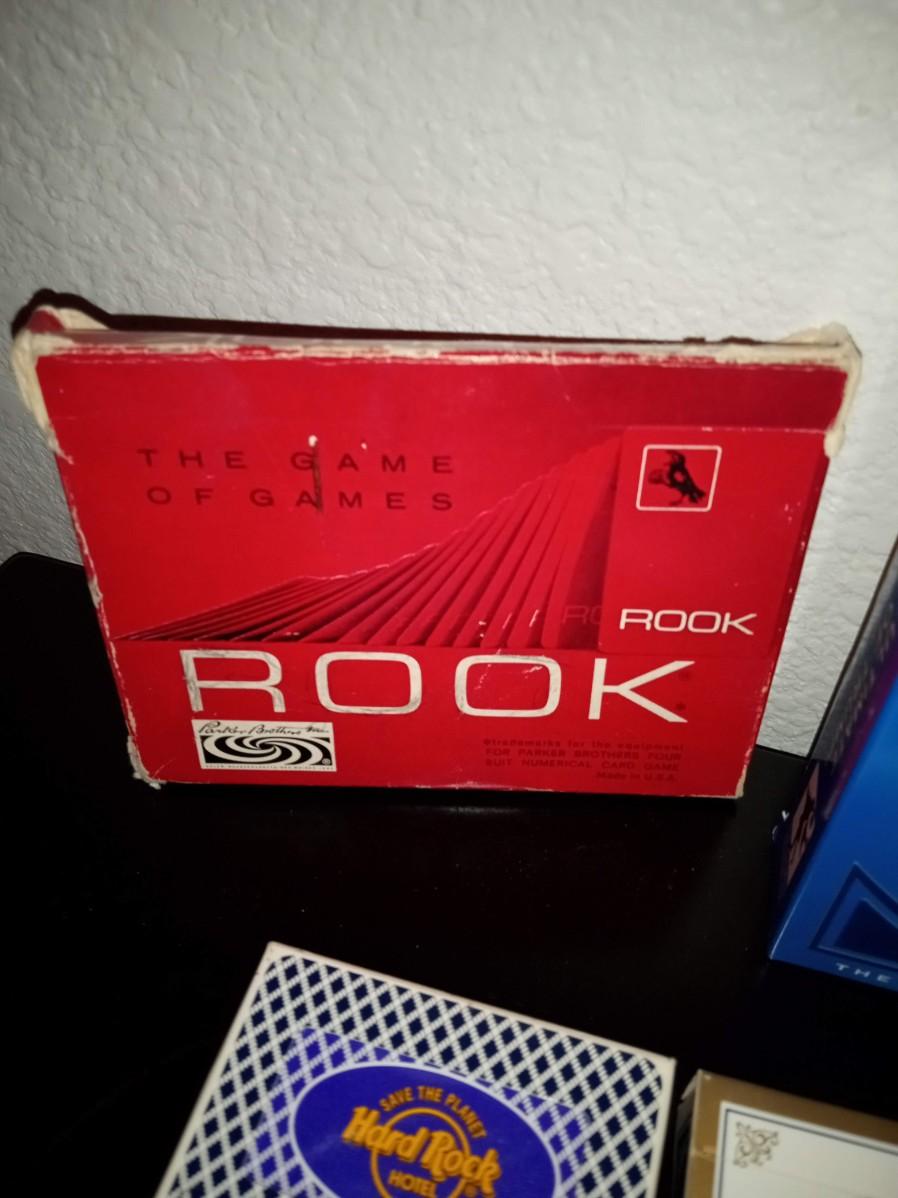 THE GAME
OF GAMES
ROOK
ROOK
Parker Brothers Inc.
trademarks for the equipment
FOR PARKER BROTHERS FOUR
SUIT NUMERICAL CARD GAME
Made in U.S.A.
THE
SAVE THE PLANET
Hard Rock
HOTEL